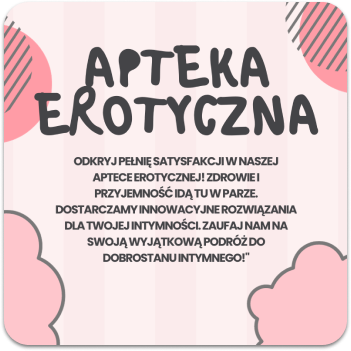 APTEKA
EROTYCZNA
ODKRYJ PEŁNIĘ SATYSFAKCJI W NASZEJ
APTECE EROTYCZNEJ! ZDROWIE I
PRZYJEMNOŚĆ IDĄ TU W PARZE.
DOSTARCZAMY INNOWACYJNE ROZWIĄZANIA
DLA TWOJEJ INTYMNOŚCI. ZAUFAJ NAM NA
SWOJĄ WYJĄTKOWĄ PODRÓŻ DO
DOBROSTANU INTYMNEGO!"